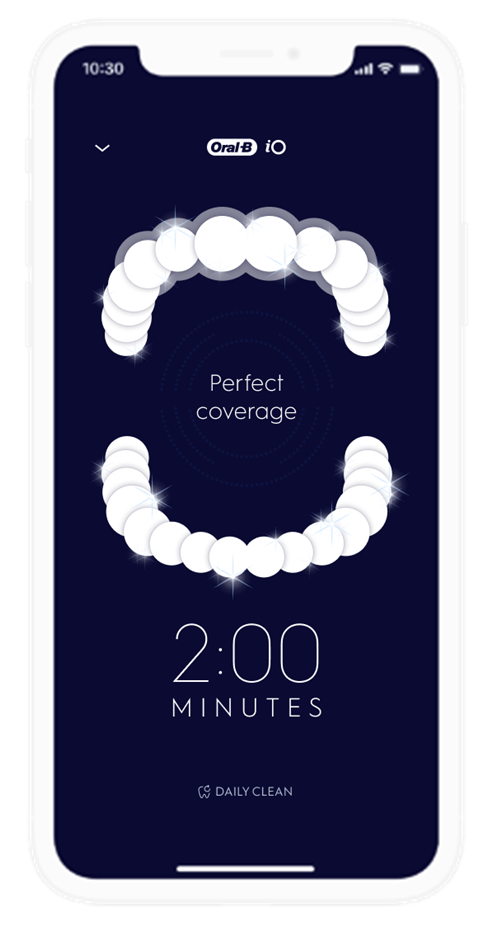 10:30
Oral-B iO
Perfect
coverage
2:00
MINUTES
DAILY CLEAN